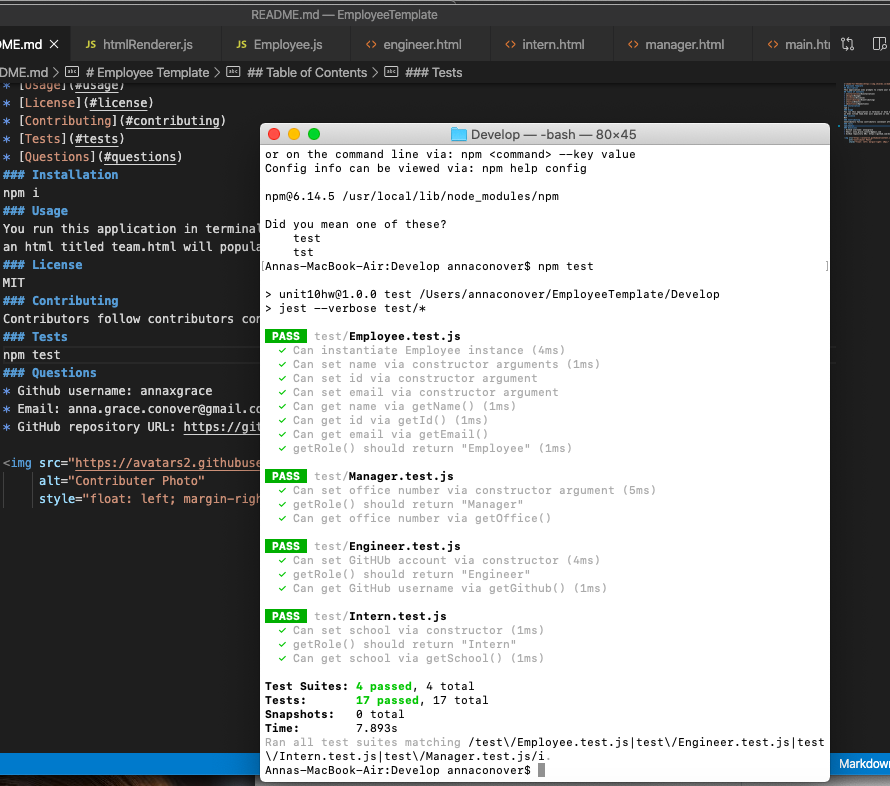 README.md — EmployeeTemplate
DME.md × JS htmlRenderer.js JS Employee.js <> engineer.html <> intern.html <> manager.html <> main.ht
DME.md > # Employee Template > ## Table of Contents > ### Tests
* [Usage](#usage)
* [License](#license)
* [Contributing](#contributing)
* [Tests](#tests)
* [Questions](#questions)
### Installation
npm i
### Usage
You run this application in terminal
an html titled team.html will popula
### License
MIT
### Contributing
Contributors follow contributors con
### Tests
npm test
### Questions
* Github username: annaxgrace
* Email: anna.grace.conover@gmail.co
* GitHub repository URL: https://git
<img src="https://avatars2.githubuse
alt="Contributer Photo"
style="float: left; margin-righ
Develop — -bash — 80×45
or on the command line via: npm <command> --key value
Config info can be viewed via: npm help config
npm@6.14.5 /usr/local/lib/node_modules/npm
Did you mean one of these?
test
tst
[Annas-MacBook-Air:Develop annaconover$ npm test ]
> unit10hw@1.0.0 test /Users/annaconover/EmployeeTemplate/Develop
> jest --verbose test/*
PASS test/Employee.test.js
✓ Can instantiate Employee instance (4ms)
✓ Can set name via constructor arguments (1ms)
✓ Can set id via constructor argument
✓ Can set email via constructor argument
✓ Can get name via getName() (1ms)
✓ Can get id via getId() (1ms)
✓ Can get email via getEmail()
✓ getRole() should return "Employee" (1ms)
PASS test/Manager.test.js
✓ Can set office number via constructor argument (5ms)
✓ getRole() should return "Manager"
✓ Can get office number via getOffice()
PASS test/Engineer.test.js
✓ Can set GitHUb account via constructor (4ms)
✓ getRole() should return "Engineer"
✓ Can get GitHub username via getGithub() (1ms)
PASS test/Intern.test.js
✓ Can set school via constructor (1ms)
✓ getRole() should return "Intern"
✓ Can get school via getSchool() (1ms)
Test Suites: 4 passed, 4 total
Tests: 17 passed, 17 total
Snapshots: 0 total
Time: 7.893s
Ran all test suites matching /test\/Employee.test.js|test\/Engineer.test.js|test
\/Intern.test.js|test\/Manager.test.js/i.
Annas-MacBook-Air:Develop annaconover$
Markdown